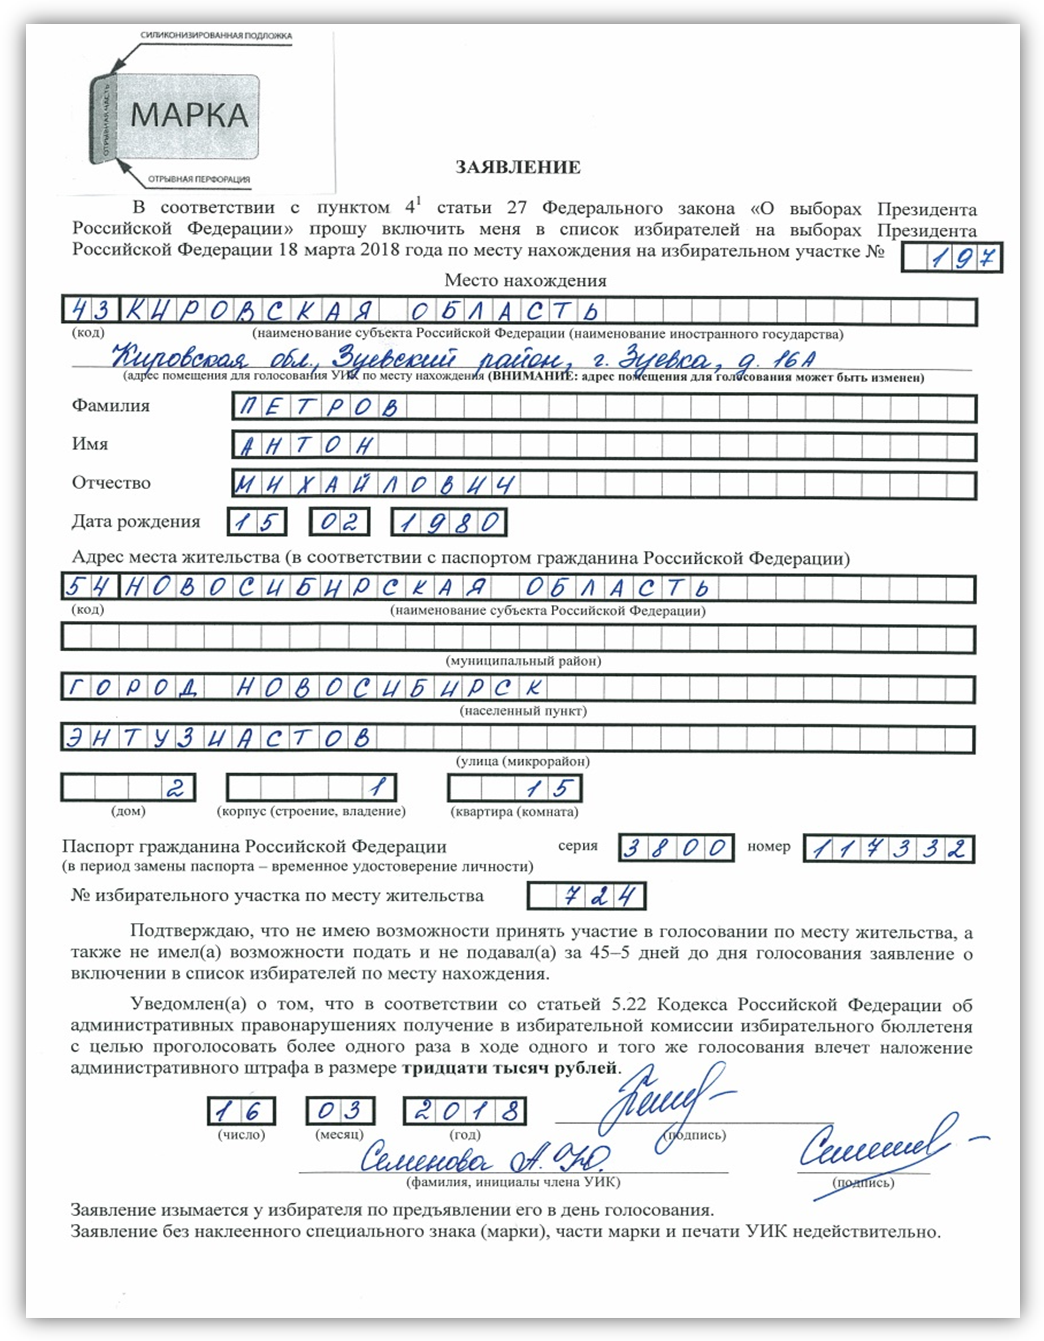 СИЛИКОНИЗИРОВАННАЯ ПОДЛОЖКА
ОТРЫВНАЯ ЧАСТЬ
МАРКА
ОТРЫВНАЯ ПЕРФОРАЦИЯ
ЗАЯВЛЕНИЕ
В соответствии с пунктом 4¹ статьи 27 Федерального закона «О выборах Президента
Российской Федерации» прошу включить меня в список избирателей на выборах Президента
Российской Федерации 18 марта 2018 года по месту нахождения на избирательном участке № 197
Место нахождения
43 КИРОВСКАЯ ОБЛАСТЬ
(код) (наименование субъекта Российской Федерации (наименование иностранного государства)
Кировская обл., Зуевский район, г. Зуевка, д. 16А
(адрес помещения для голосования УИК по месту нахождения (ВНИМАНИЕ: адрес помещения для голосования может быть изменен)
Фамилия ПЕТРОВ
Имя АНТОН
Отчество МИХАЙЛОВИЧ
Дата рождения 15 02 1980
Адрес места жительства (в соответствии с паспортом гражданина Российской Федерации)
54 НОВОСИБИРСКАЯ ОБЛАСТЬ
(код) (наименование субъекта Российской Федерации)
(муниципальный район)
ГОРОД НОВОСИБИРСК
(населенный пункт)
ЭНТУЗИАСТОВ
(улица (микрорайон)
2 1 15
(дом) (корпус (строение, владение) (квартира (комната)
Паспорт гражданина Российской Федерации серия 3800 номер 117332
(в период замены паспорта – временное удостоверение личности)
№ избирательного участка по месту жительства 724
Подтверждаю, что не имею возможности принять участие в голосовании по месту жительства, а
также не имел(а) возможности подать и не подавал(а) за 45–5 дней до дня голосования заявление о
включении в список избирателей по месту нахождения.
Уведомлен(а) о том, что в соответствии со статьей 5.22 Кодекса Российской Федерации об
административных правонарушениях получение в избирательной комиссии избирательного бюллетеня
с целью проголосовать более одного раза в ходе одного и того же голосования влечет наложение
административного штрафа в размере тридцати тысяч рублей.
16 03 2018
(число) (месяц) (год) (подпись)
Семенова А.Ю.
(фамилия, инициалы члена УИК) (подпись)
Заявление изымается у избирателя по предъявлении его в день голосования.
Заявление без наклеенного специального знака (марки), части марки и печати УИК недействительно.